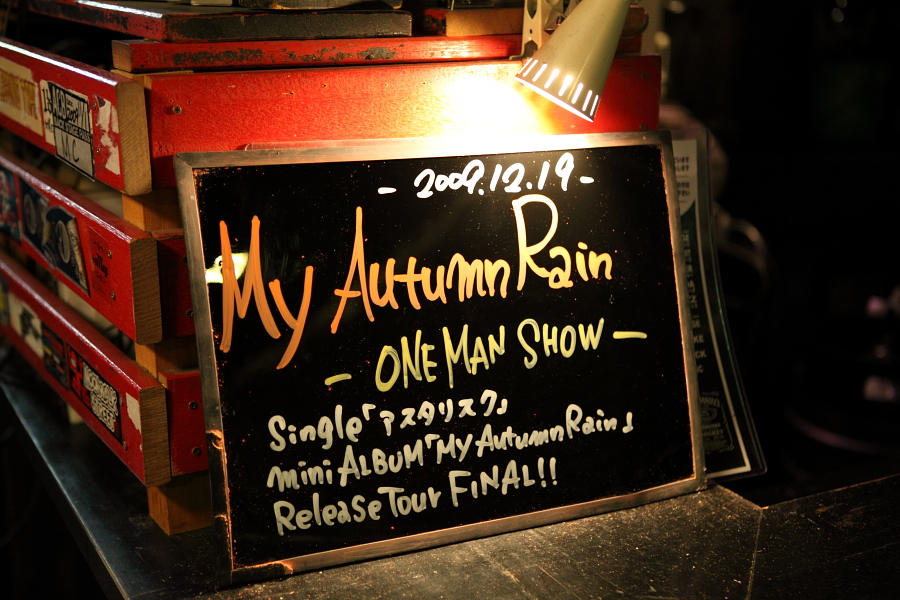 - 2009.12.19 -
My Autumn Rain
- ONE MAN SHOW -
Single「アスタリスク」
mini ALBUM「My Autumn Rain」
Release Tour FiNAL!!
MC